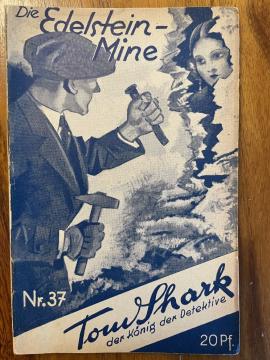 Die Edelstein-
Mine
Nr. 37
Tom Shark
der König der Detektive
20 Pf.